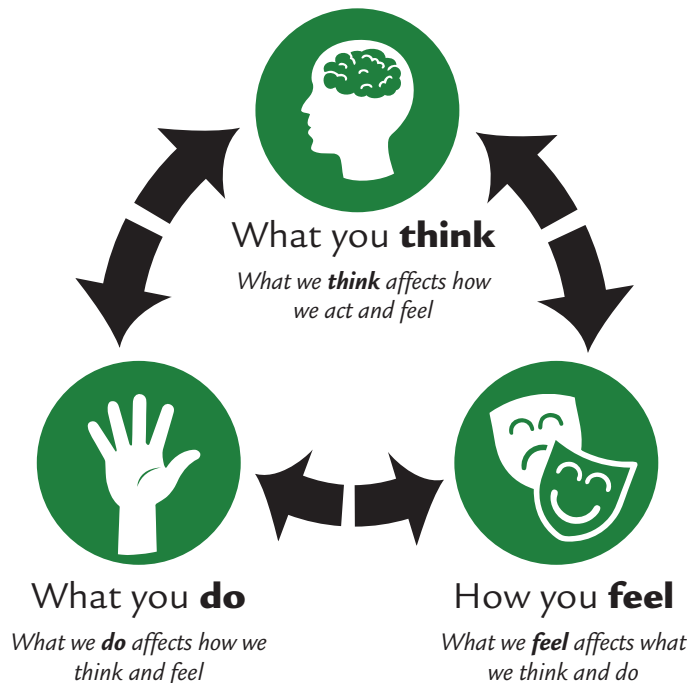 What you think
What we think affects how
we act and feel
What you do
What we do affects how we
think and feel
How you feel
What we feel affects what
we think and do